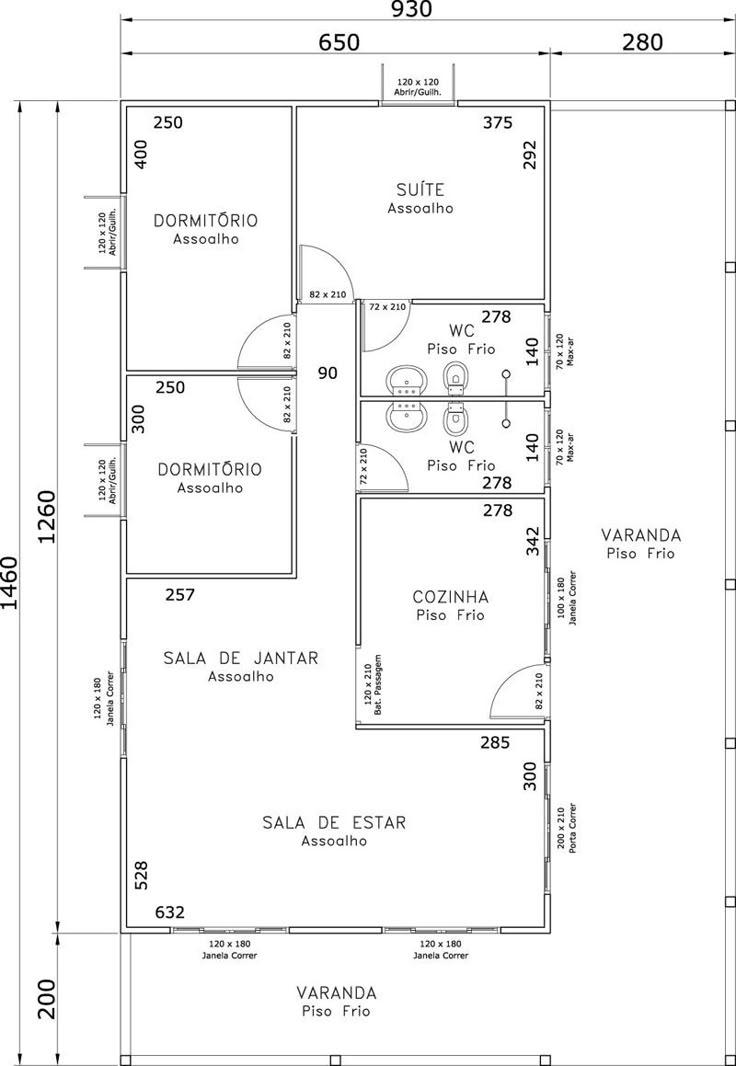 930
650
280
120 x 120
Abrir/Guilh.
250
375
400
292
SUÍTE
Assoalho
DORMITÓRIO
Assoalho
120 x 120
Abrir/Guilh.
82 x 210
72 x 210
278
WC
Piso Frio
140
70 x 120
Max-ar
82 x 210
90
250
300
82 x 210
DORMITÓRIO
Assoalho
120 x 120
Abrir/Guilh.
WC
Piso Frio
140
278
70 x 120
Max-ar
72 x 210
278
342
1260
1460
VARANDA
Piso Frio
257
COZINHA
Piso Frio
100 x 180
Janela Correr
SALA DE JANTAR
Assoalho
120 x 180
Janela Correr
120 x 210
Bat. Passagem
82 x 210
285
300
SALA DE ESTAR
Assoalho
200 x 210
Porta Correr
528
632
120 x 180
Janela Correr
120 x 180
Janela Correr
200
VARANDA
Piso Frio